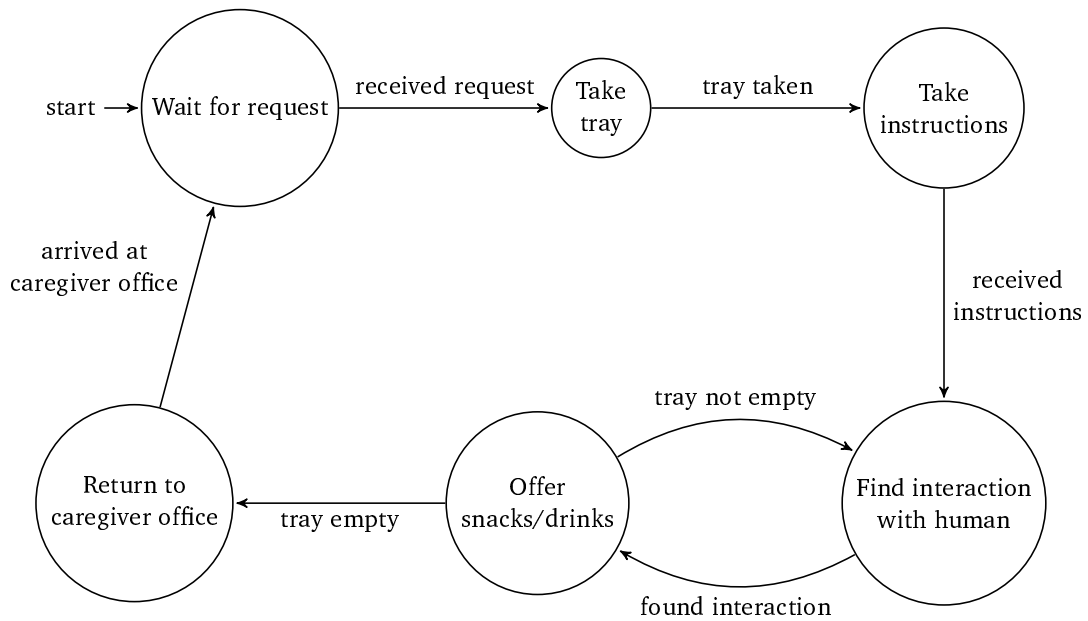 start
Wait for request
received request
Take
tray
tray taken
Take
instructions
arrived at
caregiver office
received
instructions
tray not empty
Return to
caregiver office
tray empty
Offer
snacks/drinks
Find interaction
with human
found interaction